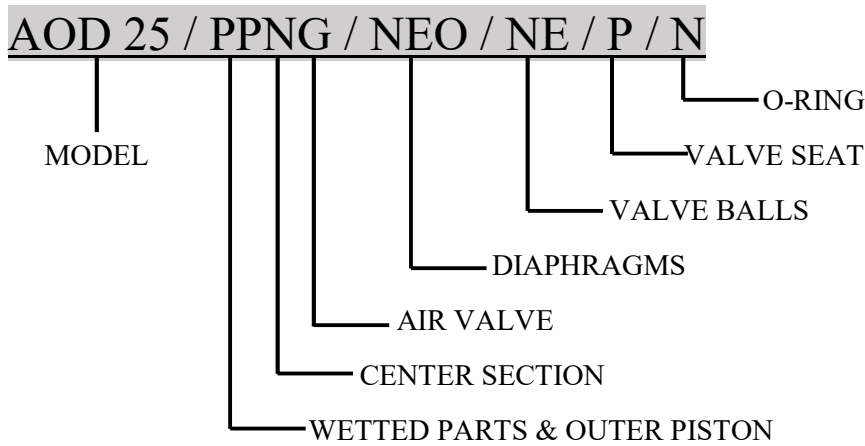 AOD 25 / PPNG / NEO / NE / P / N
O-RING
MODEL
VALVE SEAT
VALVE BALLS
DIAPHRAGMS
AIR VALVE
CENTER SECTION
WETTED PARTS & OUTER PISTON